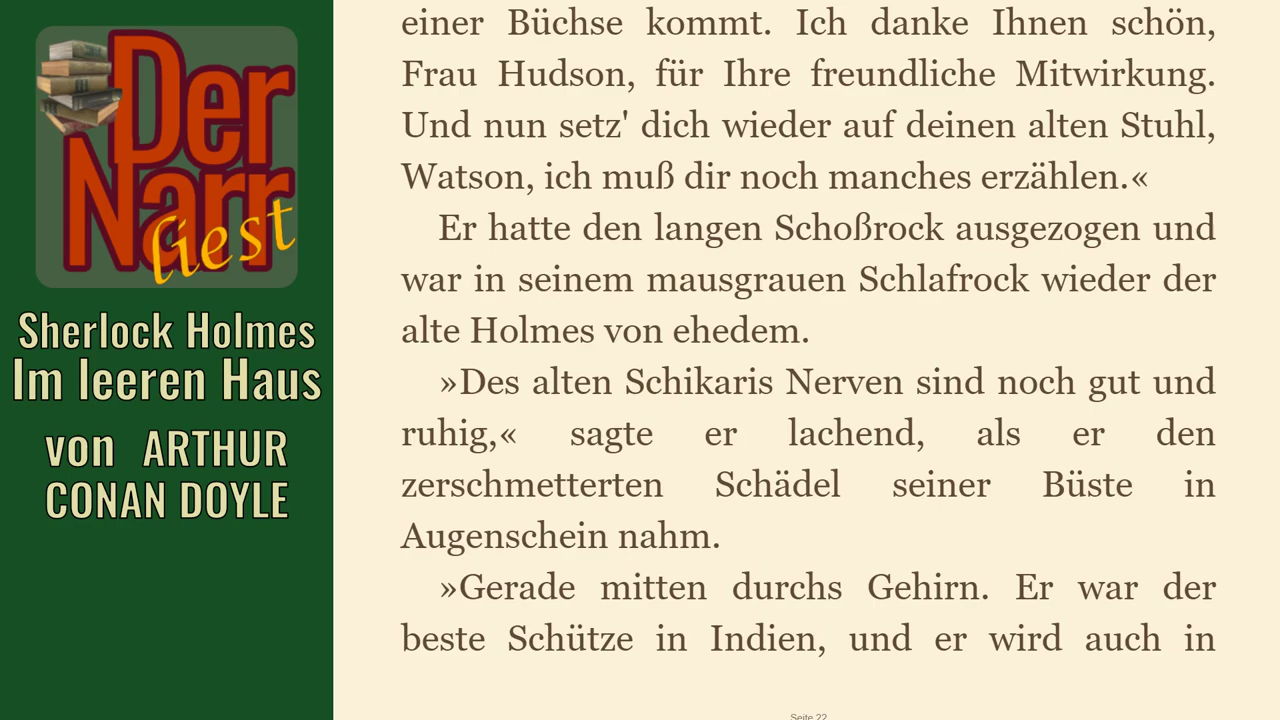 Der
Narr
liest
Sherlock Holmes
Im leeren Haus
von ARTHUR
CONAN DOYLE
einer Büchse kommt. Ich danke Ihnen schön,
Frau Hudson, für Ihre freundliche Mitwirkung.
Und nun setz' dich wieder auf deinen alten Stuhl,
Watson, ich muß dir noch manches erzählen.«
Er hatte den langen Schoßrock ausgezogen und
war in seinem mausgrauen Schlafrock wieder der
alte Holmes von ehedem.
»Des alten Schikaris Nerven sind noch gut und
ruhig,« sagte er lachend, als er den
zerschmetterten Schädel seiner Büste in
Augenschein nahm.
»Gerade mitten durchs Gehirn. Er war der
beste Schütze in Indien, und er wird auch in
Seite 22